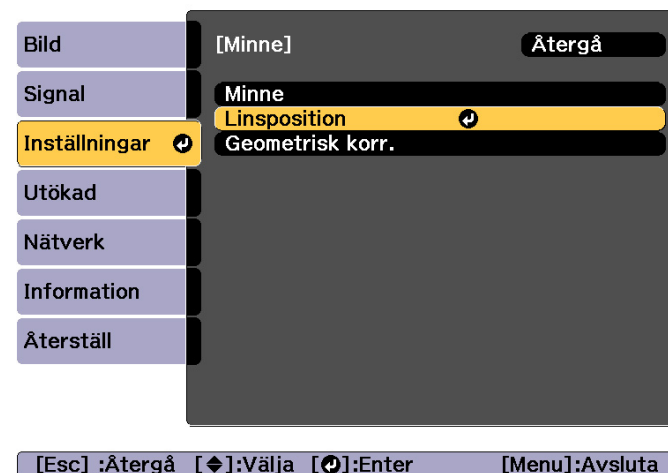 Bild
Signal
Inställningar
Utökad
Nätverk
Information
Återställ
[Minne] Återgå
Minne
Linsposition
Geometrisk korr.
[Esc] :Återgå [◆]:Välja [⏎]:Enter [Menu]:Avsluta